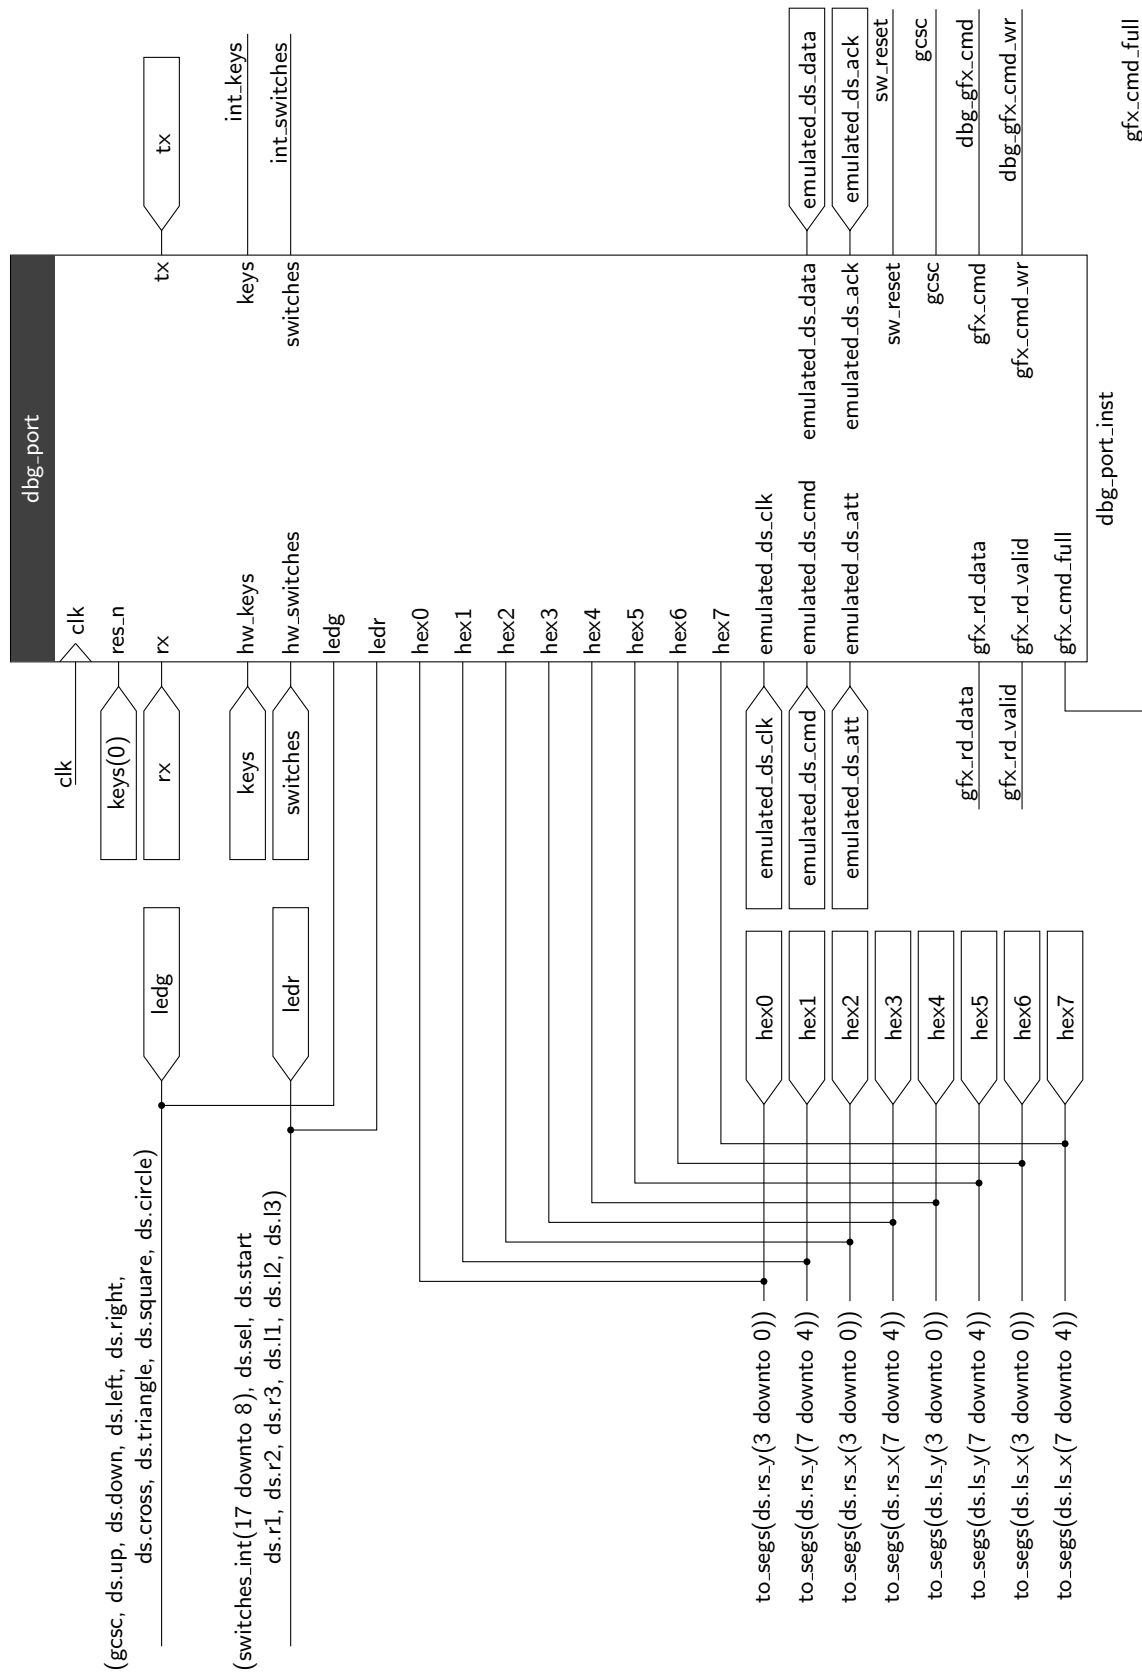 dbg_port
clk
res_n
rx
hw_keys
hw_switches
ledg
ledr
hex0
hex1
hex2
hex3
hex4
hex5
hex6
hex7
emulated_ds_clk
emulated_ds_cmd
emulated_ds_att
gfx_rd_data
gfx_rd_valid
gfx_cmd_full
tx
keys
switches
emulated_ds_data
emulated_ds_ack
sw_reset
gcsc
gfx_cmd
gfx_cmd_wr
dbg_port_inst
clk
keys(0)
rx
keys
switches
emulated_ds_clk
emulated_ds_cmd
emulated_ds_att
gfx_rd_data
gfx_rd_valid
tx
int_keys
int_switches
emulated_ds_data
emulated_ds_ack
sw_reset
gcsc
dbg_gfx_cmd
dbg_gfx_cmd_wr
gfx_cmd_full
ledg
ledr
hex0
hex1
hex2
hex3
hex4
hex5
hex6
hex7
(gcsc, ds.up, ds.down, ds.left, ds.right,
ds.cross, ds.triangle, ds.square, ds.circle)
(switches_int(17 downto 8), ds.sel, ds.start
ds.r1, ds.r2, ds.r3, ds.l1, ds.l2, ds.l3)
to_segs(ds.rs_y(3 downto 0))
to_segs(ds.rs_y(7 downto 4))
to_segs(ds.rs_x(3 downto 0))
to_segs(ds.rs_x(7 downto 4))
to_segs(ds.ls_y(3 downto 0))
to_segs(ds.ls_y(7 downto 4))
to_segs(ds.ls_x(3 downto 0))
to_segs(ds.ls_x(7 downto 4))